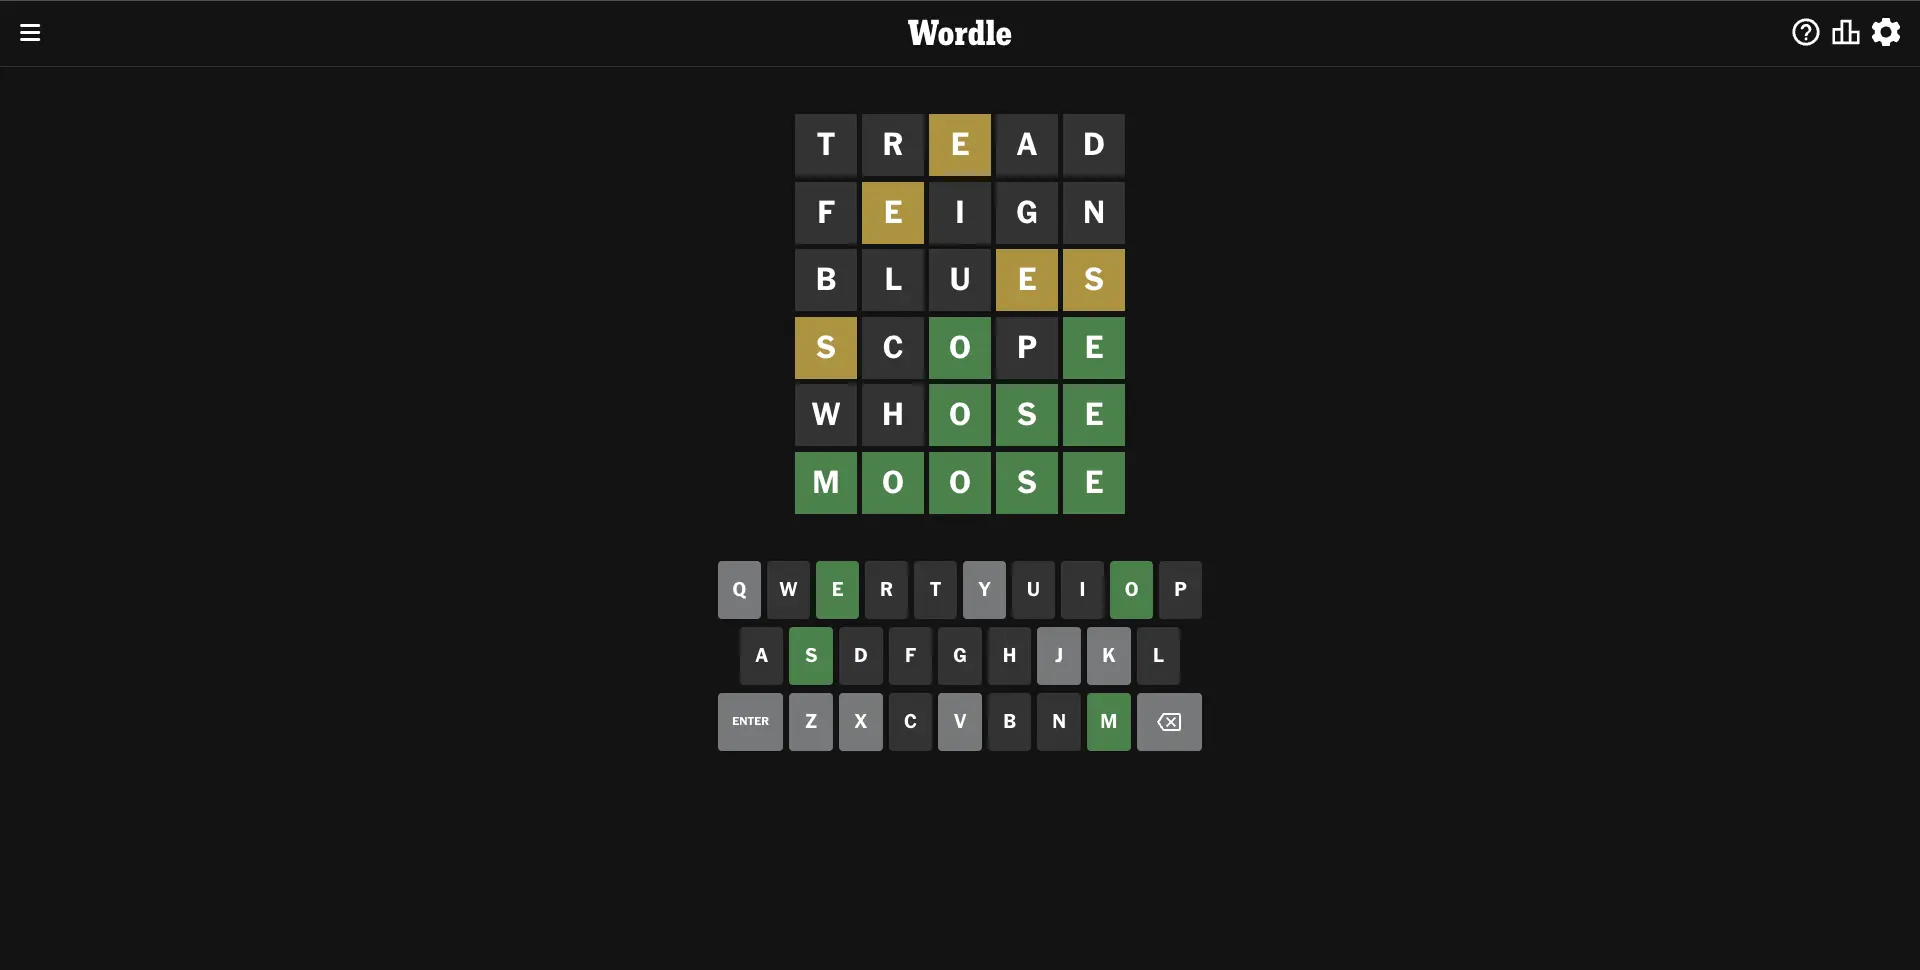 Wordle
T R E A D
F E I G N
B L U E S
S C O P E
W H O S E
M O O S E
Q W E R T Y U I O P
A S D F G H J K L
ENTER Z X C V B N M